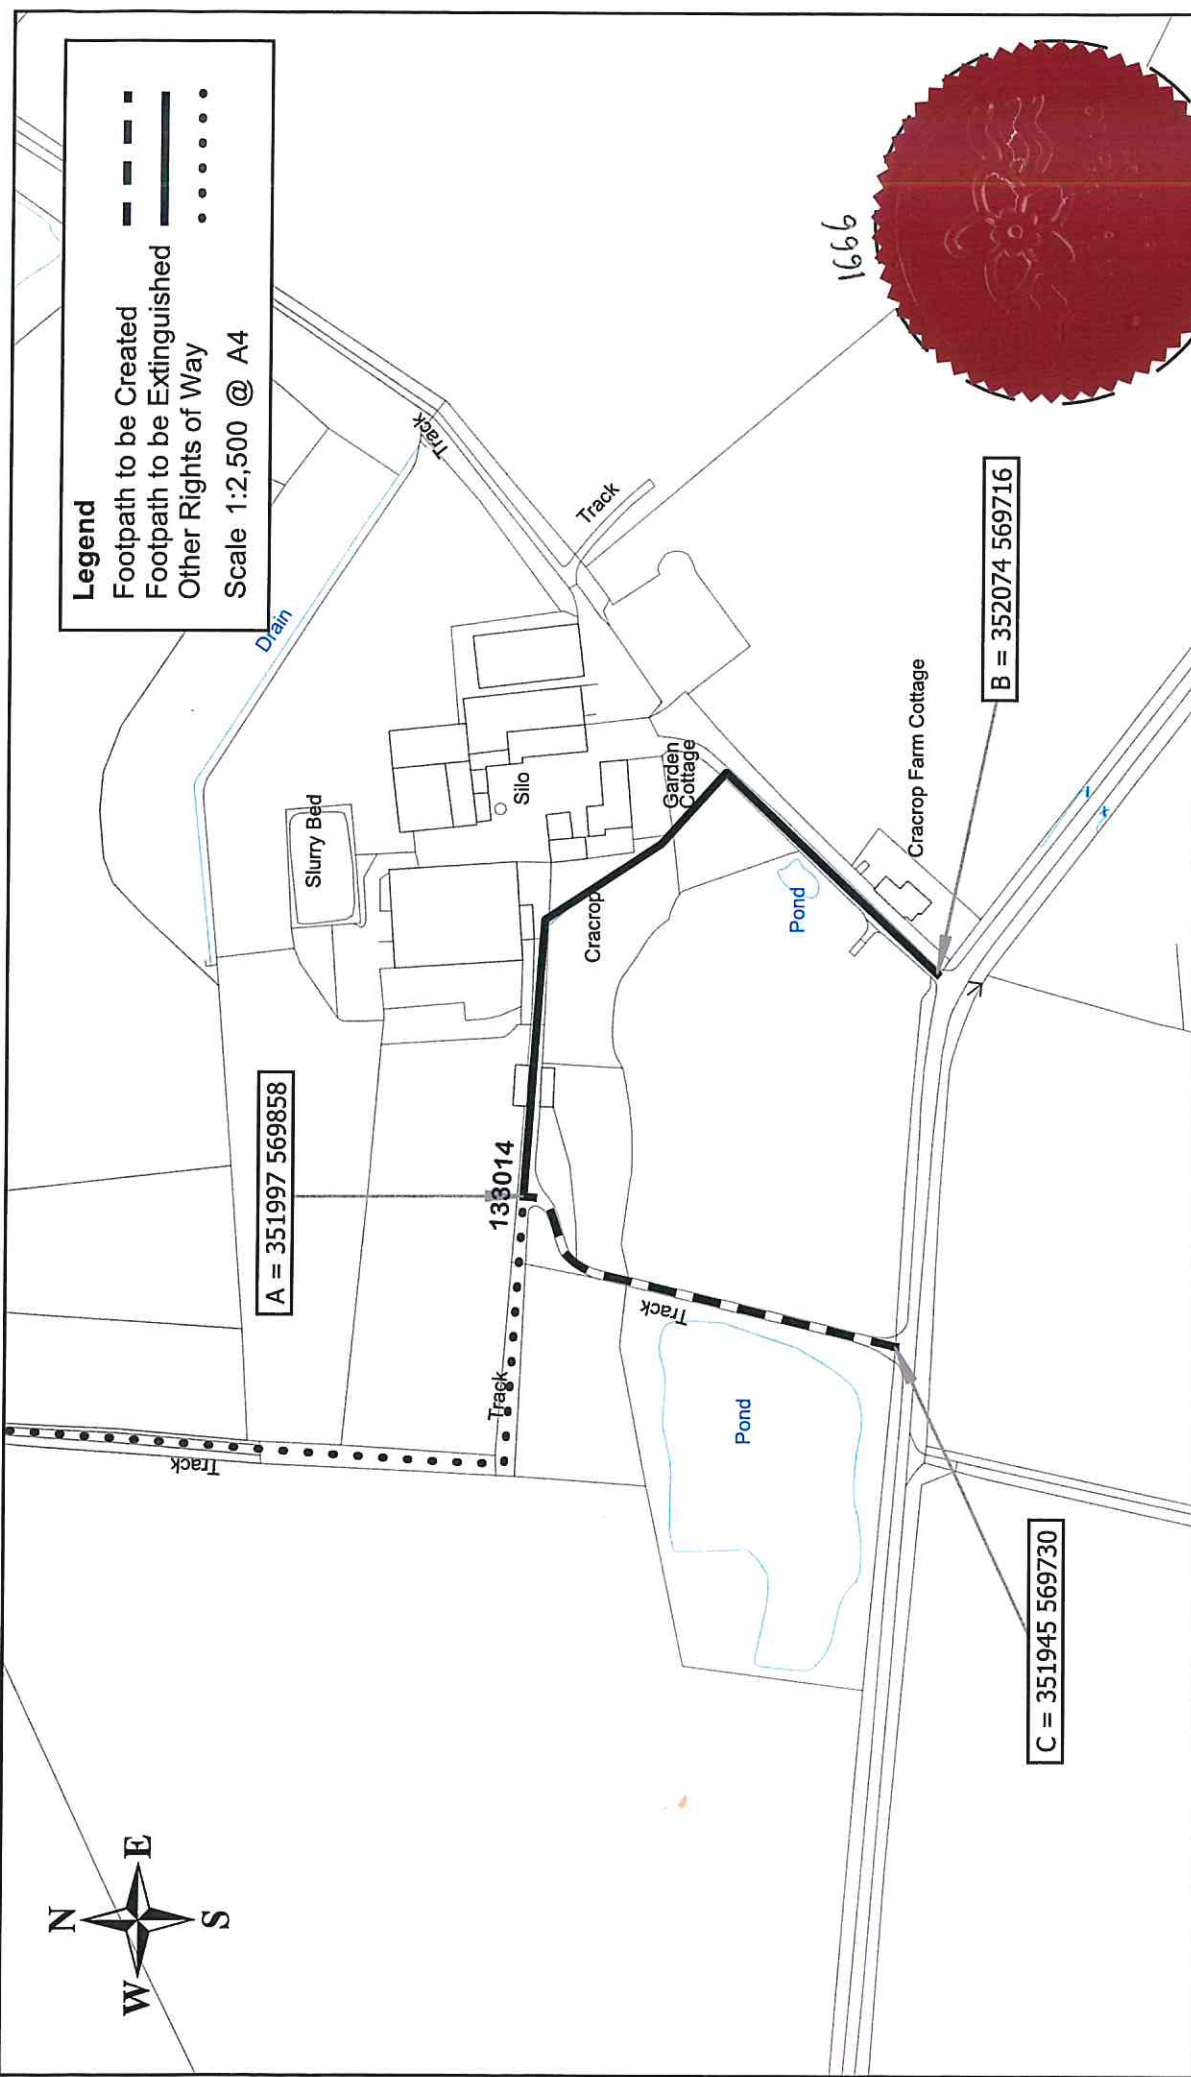 N
W
E
S
Legend
Footpath to be Created
Footpath to be Extinguished
Other Rights of Way
Scale 1:2,500 @ A4
Drain
Track
Track
Slurry Bed
Silo
Garden
Cottage
Cracrop
A = 351997 569858
133014
Track
Track
Track
Pond
Pond
Cracrop Farm Cottage
B = 352074 569716
C = 351945 569730
1666